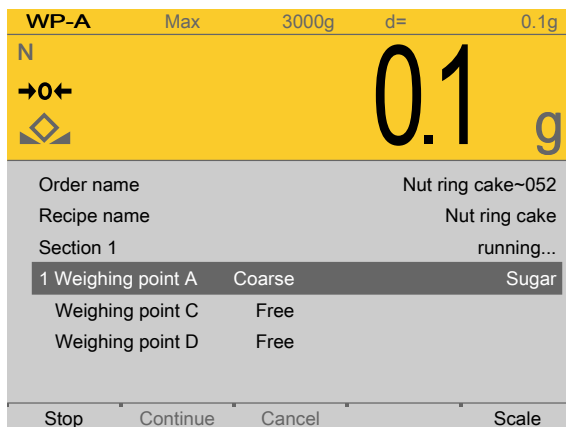 WP-A Max 3000g d= 0.1g
N
→0←
0.1 g
Order name Nut ring cake~052
Recipe name Nut ring cake
Section 1 running...
1 Weighing point A Coarse Sugar
Weighing point C Free
Weighing point D Free
Stop Continue Cancel Scale